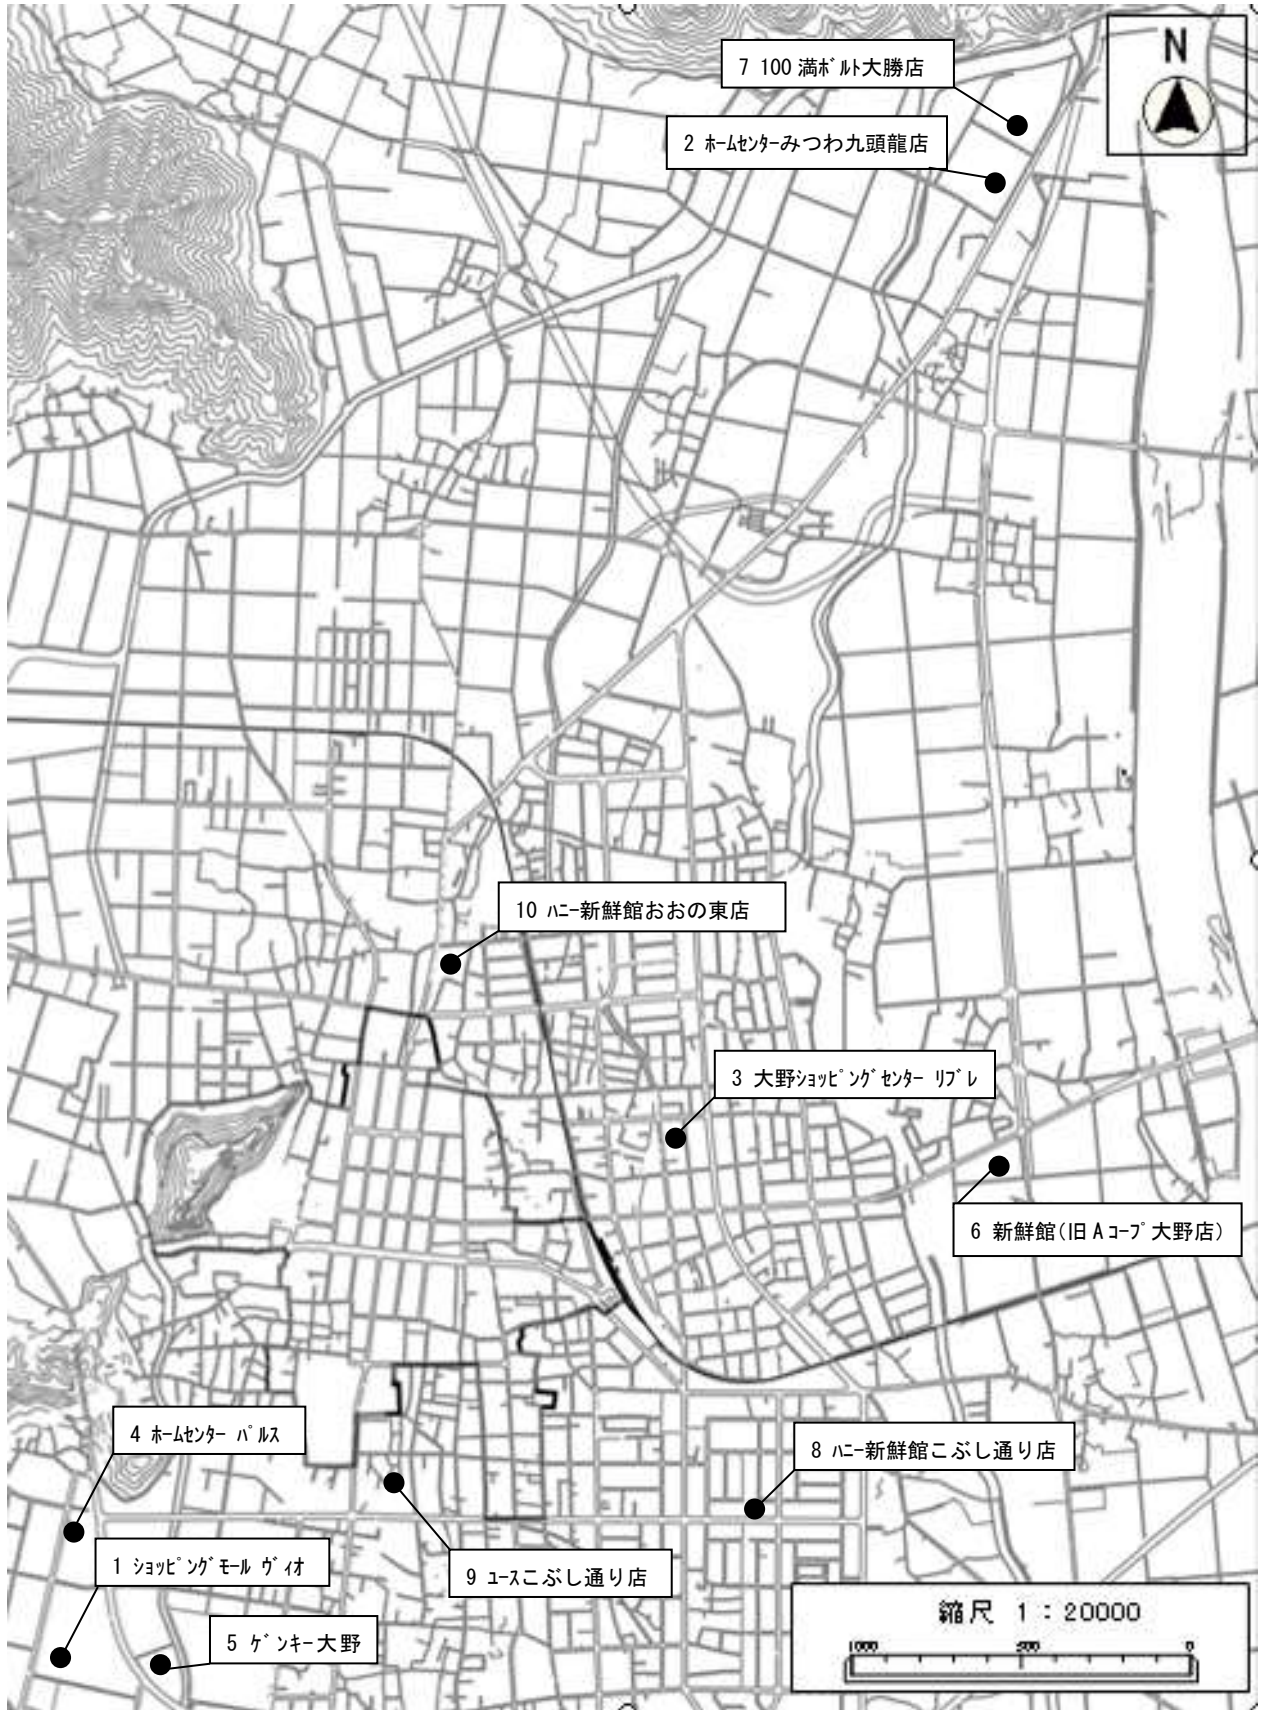 N
7 100 満ﾎﾞﾙﾄ大勝店
2 ﾎｰﾑｾﾝﾀｰみつわ九頭龍店
10 ﾊﾆｰ新鮮館おおの東店
3 大野ｼｮｯﾋﾟﾝｸﾞｾﾝﾀｰ ﾘﾌﾞﾚ
6 新鮮館(旧Aｺｰﾌﾟ大野店)
4 ﾎｰﾑｾﾝﾀｰ ﾊﾟﾙｽ
8 ﾊﾆｰ新鮮館こぶし通り店
1 ｼｮｯﾋﾟﾝｸﾞﾓｰﾙ ｳﾞｨｵ
9 ﾕｰｽこぶし通り店
5 ｹﾞﾝｷｰ大野
縮尺 1:20000
1000 500 0